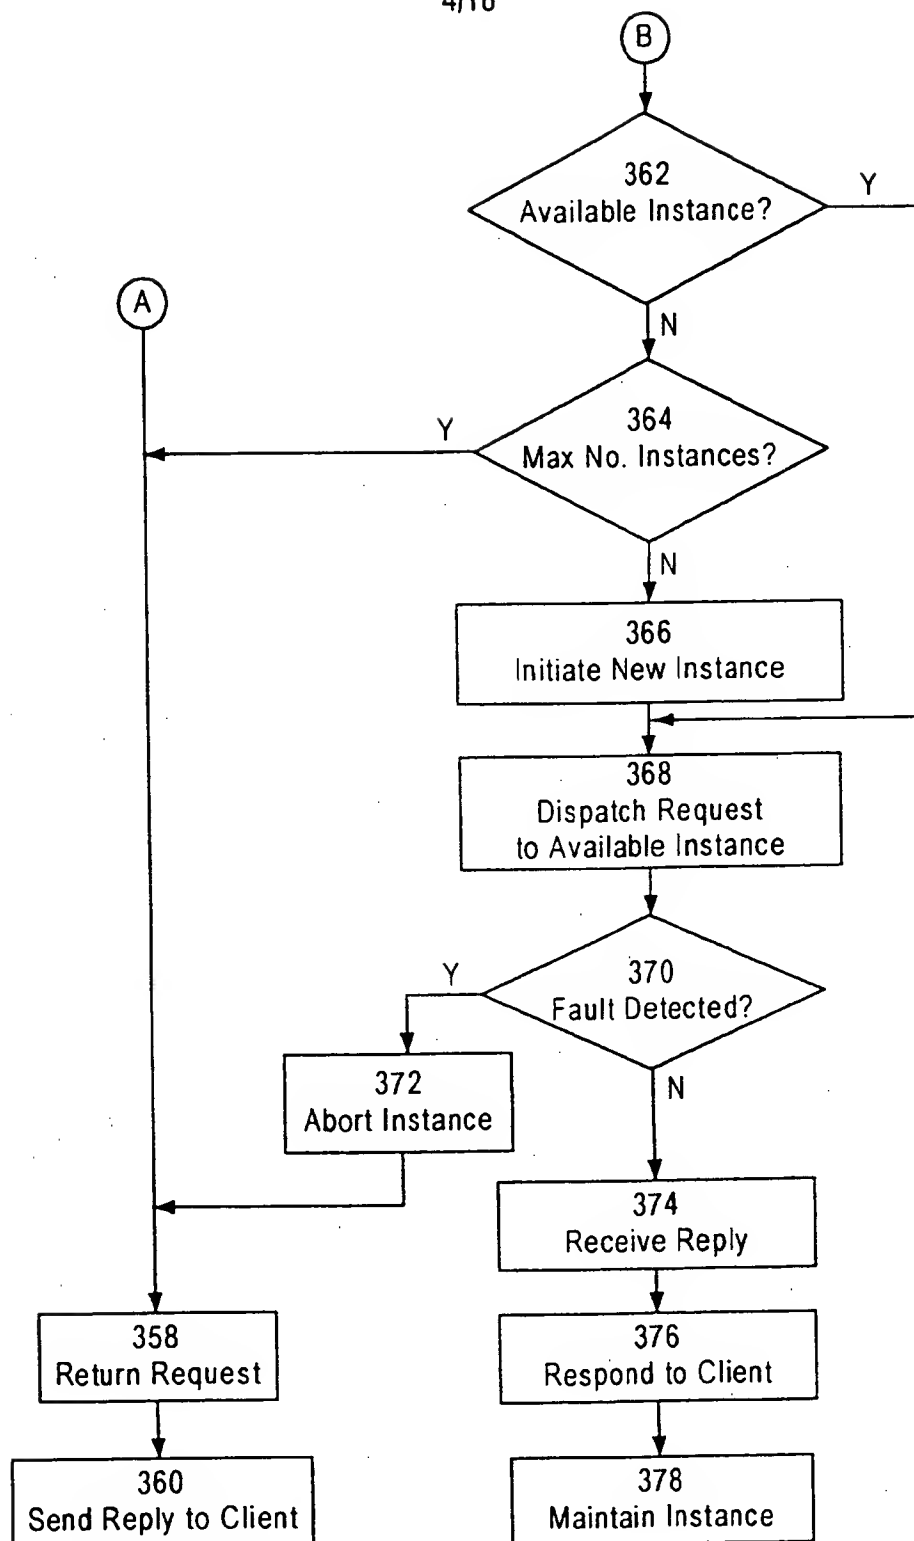 4/16
B
362
Available Instance?
Y
A
N
364
Max No. Instances?
Y
N
366
Initiate New Instance
368
Dispatch Request
to Available Instance
370
Fault Detected?
Y
372
Abort Instance
N
374
Receive Reply
358
Return Request
376
Respond to Client
360
Send Reply to Client
378
Maintain Instance